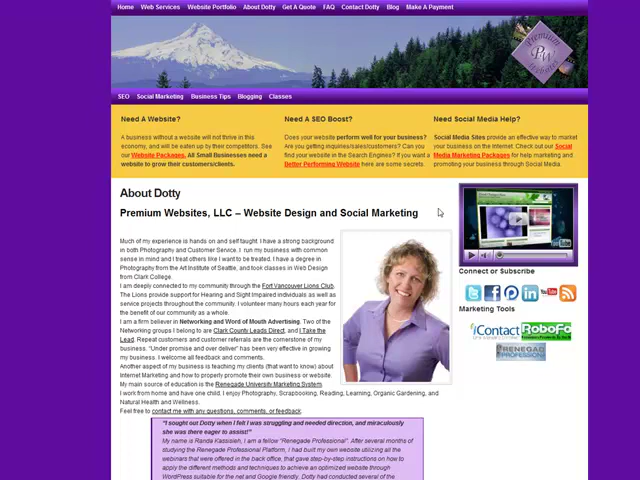 Home Web Services Website Portfolio About Dotty Get A Quote FAQ Contact Dotty Blog Make A Payment
Premium
PW
Websites
SEO Social Marketing Business Tips Blogging Classes
Need A Website?
A business without a website will not thrive in this
economy, and will be eaten up by their competitors. See
our Website Packages. All Small Businesses need a
website to grow their customers/clients.
Need A SEO Boost?
Does your website perform well for your business?
Are you getting inquiries/sales/customers? Can you
find your website in the Search Engines? If you want a
Better Performing Website here are some secrets.
Need Social Media Help?
Social Media Sites provide an effective way to market
your business on the Internet. Check out our Social
Media Marketing Packages for help marketing and
promoting your business through Social Media.
About Dotty
Premium Websites, LLC – Website Design and Social Marketing
Much of my experience is hands on and self taught. I have a strong background
in both Photography and Customer Service. I run my business with common
sense in mind and I treat others like I want to be treated. I have a degree in
Photography from the Art Institute of Seattle, and took classes in Web Design
from Clark College.
I am deeply connected to my community through the Fort Vancouver Lions Club.
The Lions provide support for Hearing and Sight Impaired individuals as well as
service projects throughout the community. I volunteer many hours each year for
the benefit of our community as a whole.
I am a firm believer in Networking and Word of Mouth Advertising. Two of the
Networking groups I belong to are Clark County Leads Direct, and I Take the
Lead. Repeat customers and customer referrals are the cornerstone of my
business. "Under promise and over deliver" has been very effective in growing
my business. I welcome all feedback and comments.
Another aspect of my business is teaching my clients (that want to know) about
Internet Marketing and how to properly promote their own business or website.
My main source of education is the Renegade University Marketing System.
I work from home and have one child. I enjoy Photography, Scrapbooking, Reading, Learning, Organic Gardening, and
Natural Health and Wellness.
Feel free to contact me with any questions, comments, or feedback.
"I sought out Dotty when I felt I was struggling and needed direction, and miraculously
she was there eager to assist!"
My name is Randa Kassisieh, I am a fellow "Renegade Professional". After several months of
studying the Renegade Professional Platform, I had built my own website utilizing all the
webinars that were offered in the back office, that gave step-by-step instructions on how to
apply the different methods and techniques to achieve an optimized website through
WordPress suitable for the net and Google friendly. Dotty had conducted several of the
YouTube
Connect or Subscribe
in
You Tube
Marketing Tools
iContact
RoboFo
RENEGADE
PROFESSIONAL